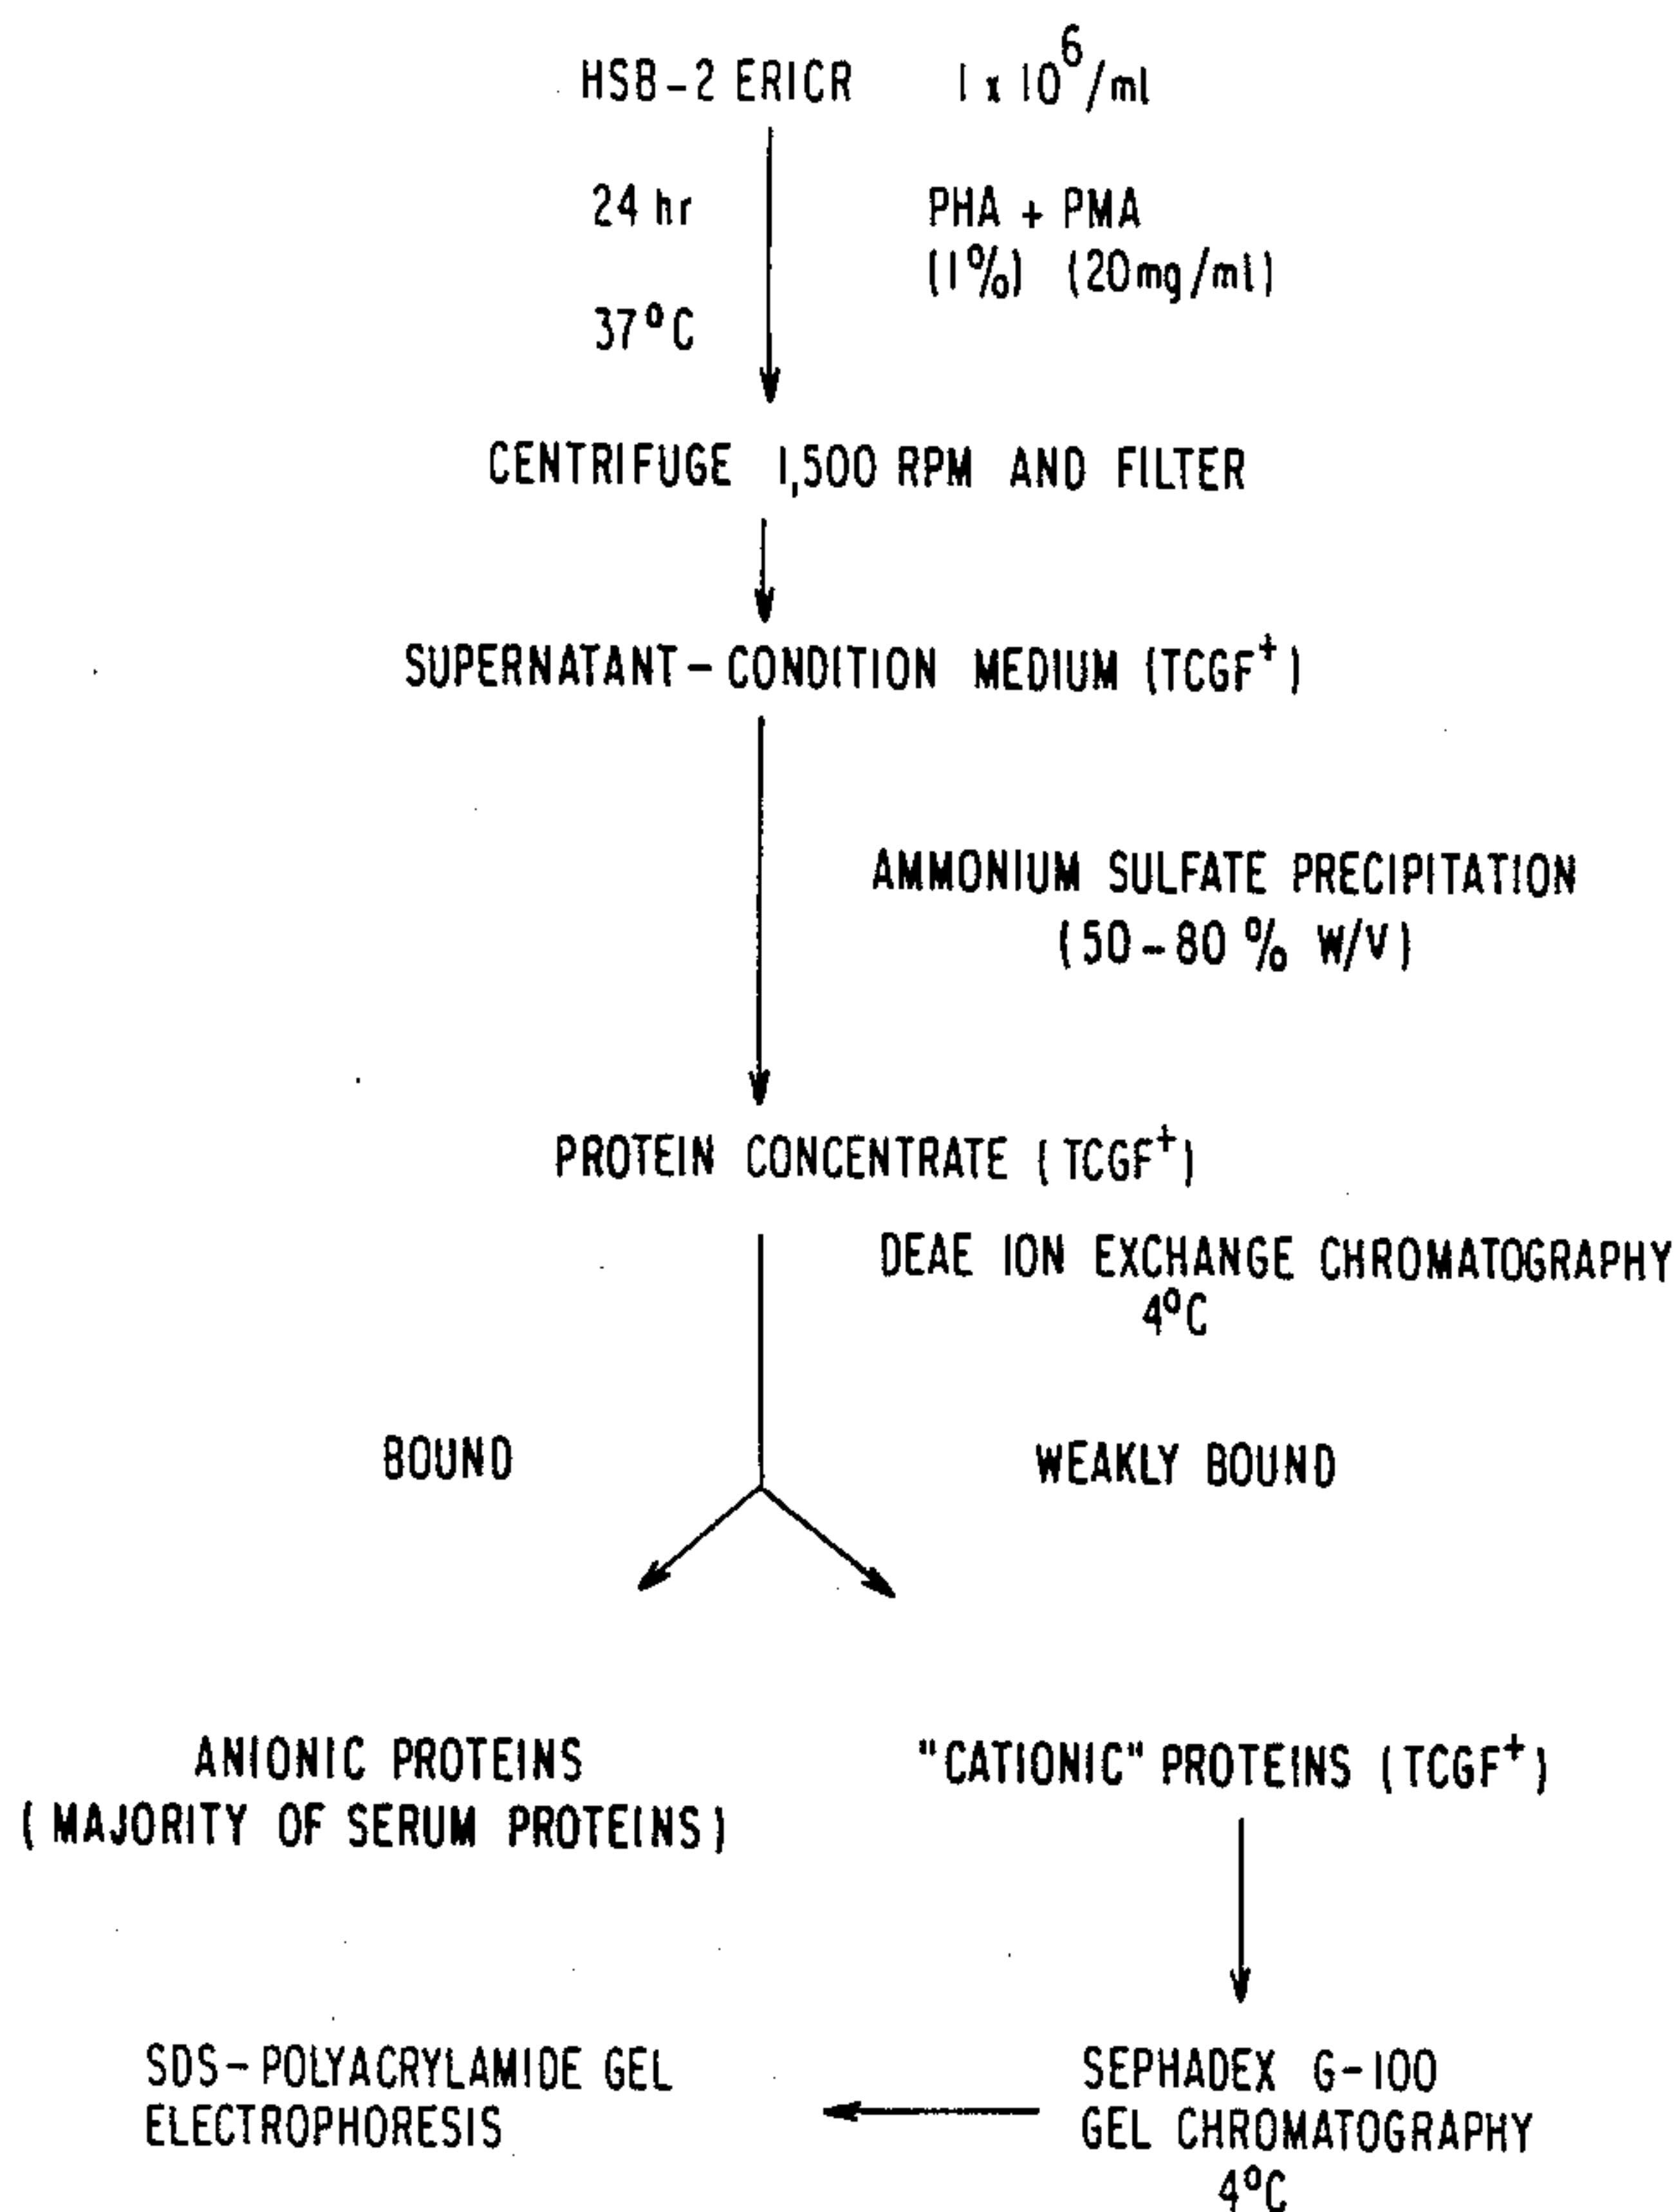 HSB-2 ERICR 1 x 10⁶/ml
24 hr PHA + PMA
(1%) (20mg/ml)
37°C
CENTRIFUGE 1,500 RPM AND FILTER
SUPERNATANT-CONDITION MEDIUM (TCGF⁺)
AMMONIUM SULFATE PRECIPITATION
(50-80% W/V)
PROTEIN CONCENTRATE (TCGF⁺)
DEAE ION EXCHANGE CHROMATOGRAPHY
4°C
BOUND WEAKLY BOUND
ANIONIC PROTEINS
(MAJORITY OF SERUM PROTEINS)
"CATIONIC" PROTEINS (TCGF⁺)
SEPHADEX G-100
GEL CHROMATOGRAPHY
4°C
SDS-POLYACRYLAMIDE GEL
ELECTROPHORESIS